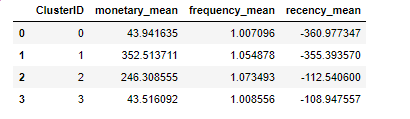 ClusterID monetary_mean frequency_mean recency_mean
0 0 43.941635 1.007096 -360.977347
1 1 352.513711 1.054878 -355.393570
2 2 246.308555 1.073493 -112.540600
3 3 43.516092 1.008556 -108.947557